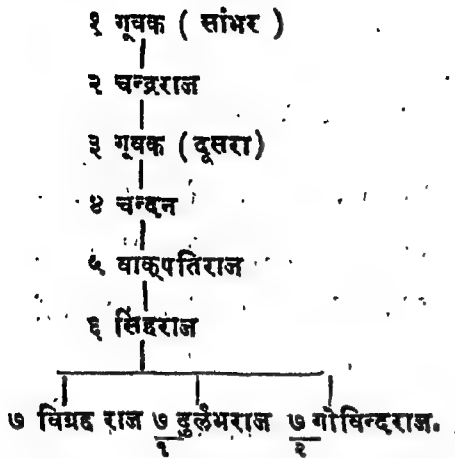 १ गूवक ( सांभर )
२ चन्द्रराज
३ गूवक ( दूसरा)
४ चन्दन
५ वाक्पतिराज
६ सिंहराज
७ विग्रह राज ७ दुर्लभराज ७ गोविन्दराज.
१ २